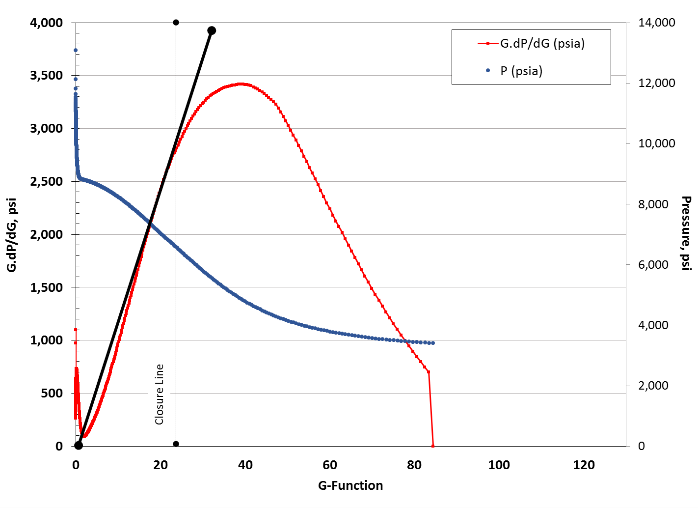 4,000
3,500
3,000
2,500
2,000
1,500
1,000
500
0
G.dP/dG, psi
14,000
12,000
10,000
8,000
6,000
4,000
2,000
0
Pressure, psi
G.dP/dG (psia)
P (psia)
Closure Line
0 20 40 60 80 100 120
G-Function